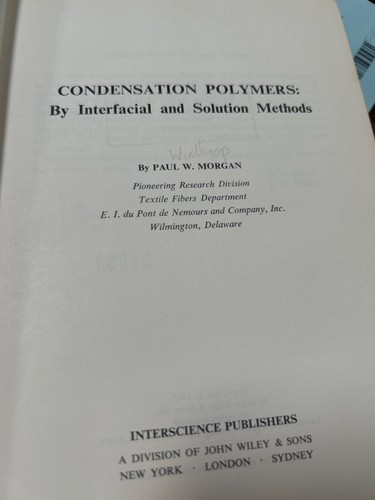 CONDENSATION POLYMERS:
By Interfacial and Solution Methods
Winthrop
By PAUL W. MORGAN
Pioneering Research Division
Textile Fibers Department
E. I. du Pont de Nemours and Company, Inc.
Wilmington, Delaware
INTERSCIENCE PUBLISHERS
A DIVISION OF JOHN WILEY & SONS
NEW YORK · LONDON · SYDNEY